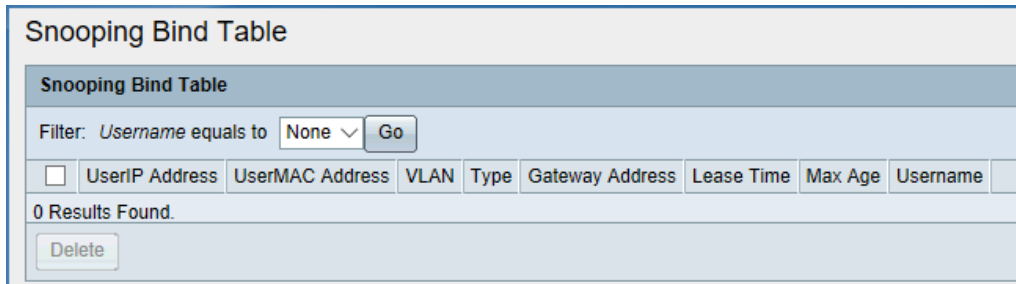 Snooping Bind Table
Snooping Bind Table
Filter: Username equals to None Go
UserIP Address UserMAC Address VLAN Type Gateway Address Lease Time Max Age Username
0 Results Found.
Delete